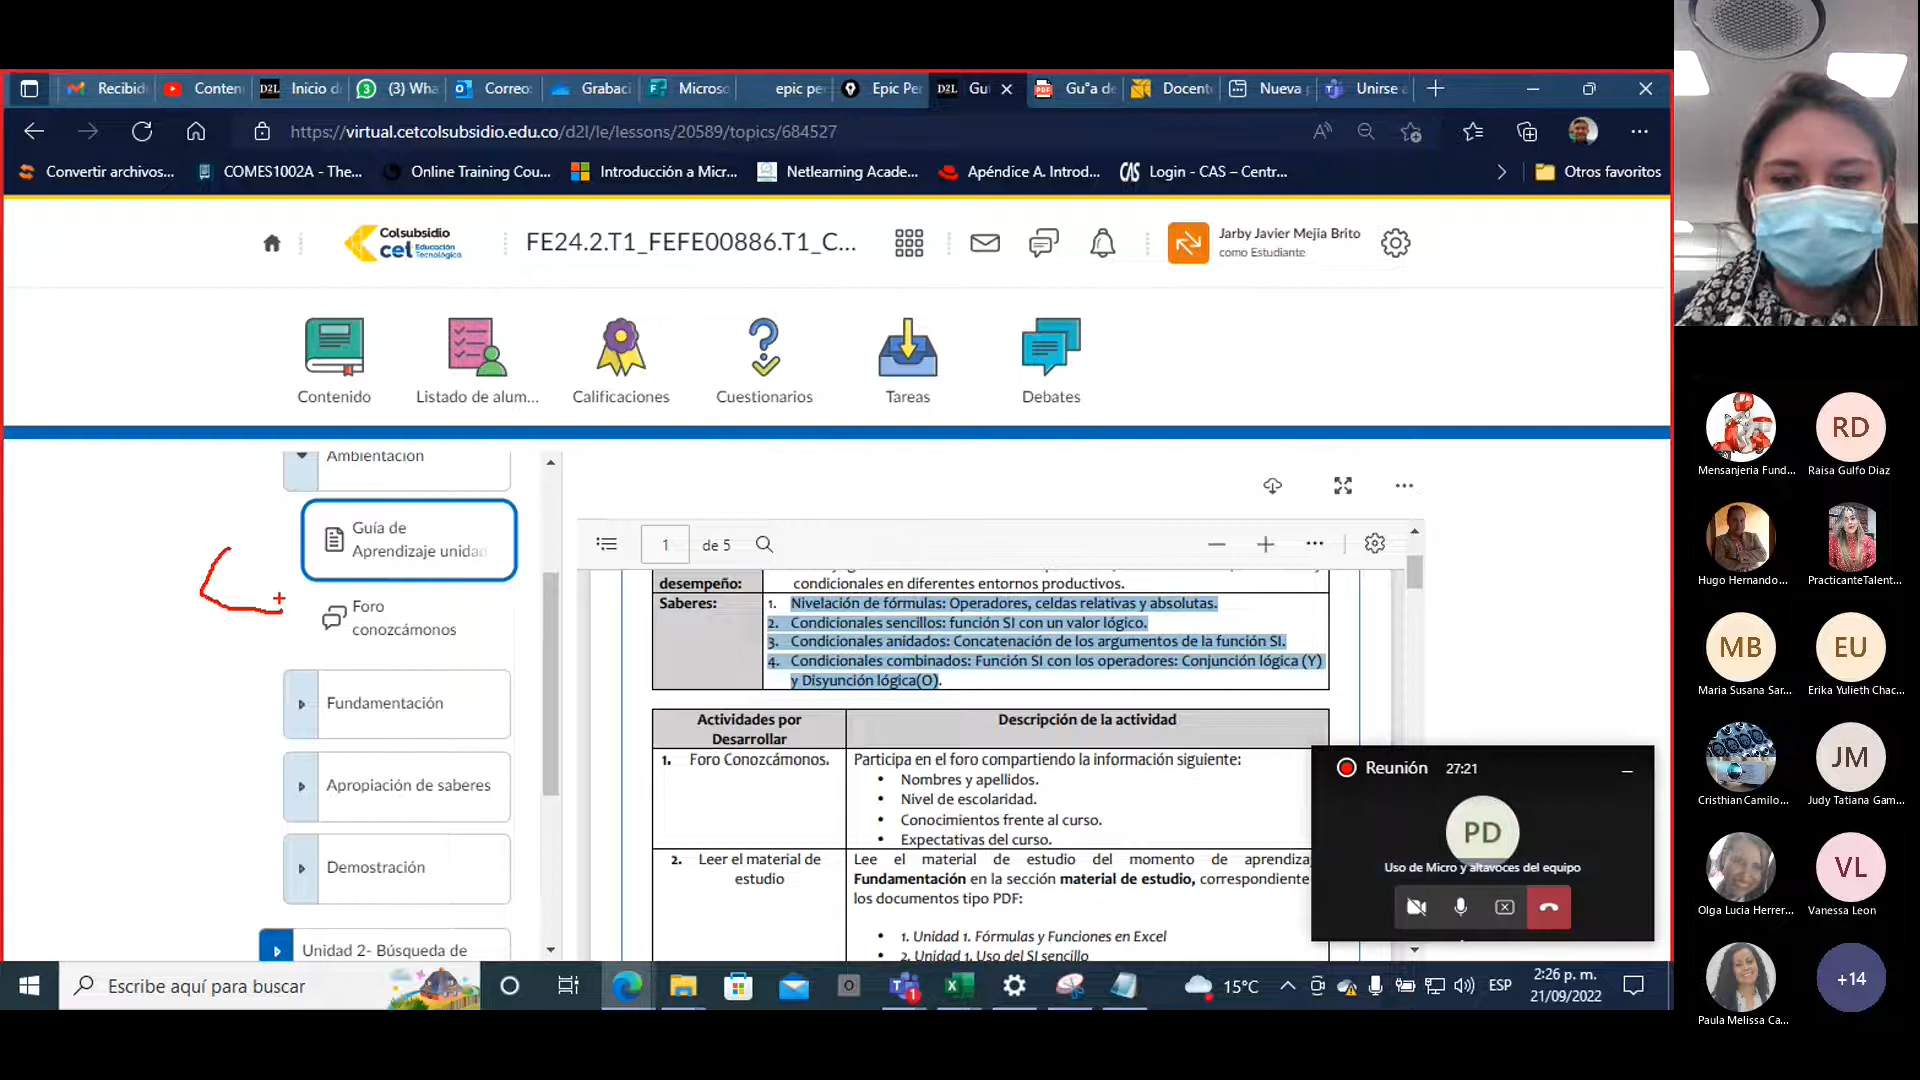 Recibid
Conten
D2L Inicio d
(3) Wha
Correo
Grabaci
Micros
epic pe
Epic Pe
D2L Gu
PDF Gu°a de
Docent
Nueva
Unirse a
https://virtual.cetcolsubsidio.edu.co/d2l/le/lessons/20589/topics/684527
Convertir archivos...
COMES1002A - The...
Online Training Cou...
Introducción a Micr...
Netlearning Acade...
Apéndice A. Introd...
CAS Login - CAS – Centr...
Otros favoritos
Colsubsidio
cet Educación
Tecnológica
FE24.2.T1_FEFE00886.T1_C...
Jarby Javier Mejia Brito
como Estudiante
Contenido
Listado de alum...
Calificaciones
Cuestionarios
Tareas
Debates
Ambientación
Guía de
Aprendizaje unidad
Foro
conozcámonos
Fundamentación
Apropiación de saberes
Demostración
Unidad 2- Búsqueda de
1 de 5
desempeño:
condicionales en diferentes entornos productivos.
Saberes:
1. Nivelación de fórmulas: Operadores, celdas relativas y absolutas.
2. Condicionales sencillos: función SI con un valor lógico.
3. Condicionales anidados: Concatenación de los argumentos de la función SI.
4. Condicionales combinados: Función SI con los operadores: Conjunción lógica (Y)
y Disyunción lógica(O).
Actividades por
Desarrollar
Descripción de la actividad
1. Foro Conozcámonos.
Participa en el foro compartiendo la información siguiente:
• Nombres y apellidos.
• Nivel de escolaridad.
• Conocimientos frente al curso.
• Expectativas del curso.
2. Leer el material de
estudio
Lee el material de estudio del momento de aprendiza
Fundamentación en la sección material de estudio, correspondiente
los documentos tipo PDF:
• 1. Unidad 1. Fórmulas y Funciones en Excel
• 2. Unidad 1. Uso del SI sencillo
Reunión 27:21
PD
Uso de Micro y altavoces del equipo
Escribe aquí para buscar
1
15°C
ESP
2:26 p. m.
21/09/2022
Mensanjeria Fund...
RD
Raisa Gulfo Diaz
Hugo Hernando...
PracticanteTalent...
MB
Maria Susana Sar...
EU
Erika Yulieth Chac...
Cristhian Camilo...
JM
Judy Tatiana Gam...
Olga Lucia Herrer...
VL
Vanessa Leon
Paula Melissa Ca...
+14